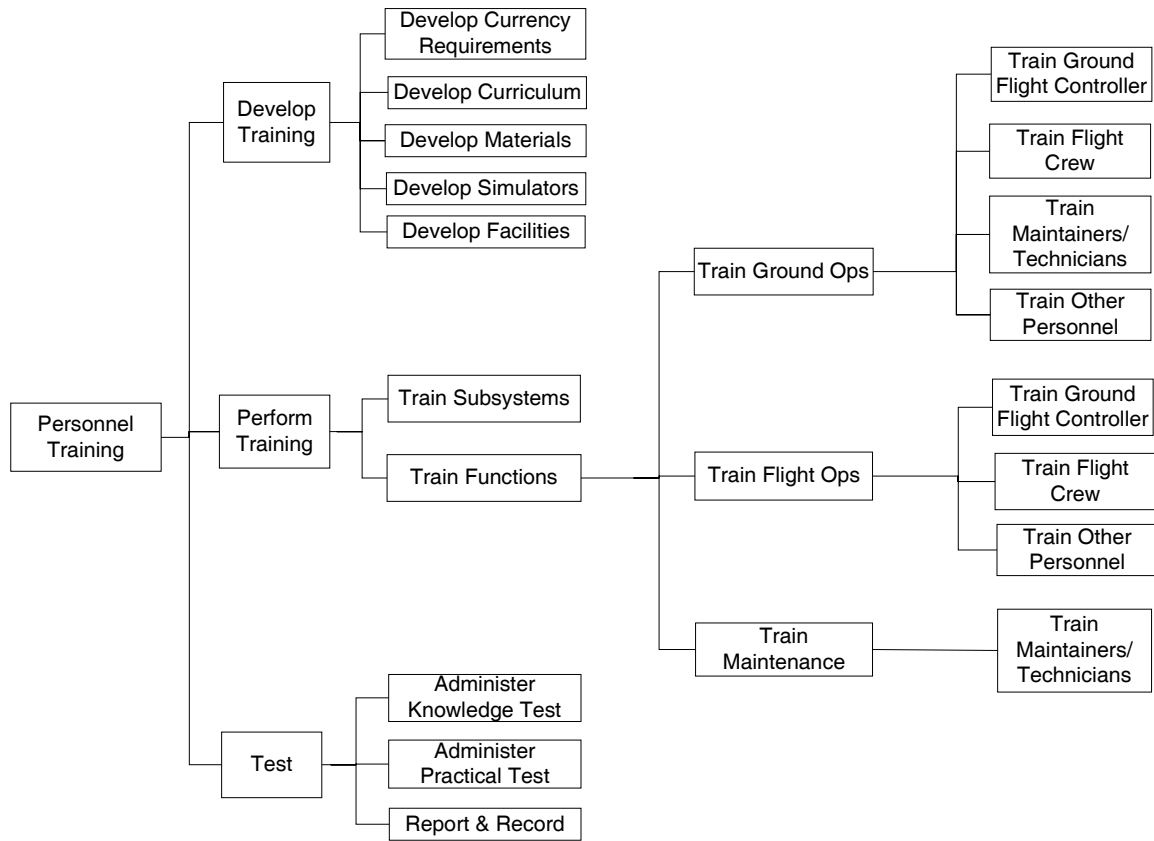 Develop Currency
Requirements
Develop Curriculum
Develop Materials
Develop Simulators
Develop Facilities
Develop
Training
Personnel
Training
Perform
Training
Train Subsystems
Train Functions
Test
Administer
Knowledge Test
Administer
Practical Test
Report & Record
Train Ground Ops
Train Ground
Flight Controller
Train Flight
Crew
Train
Maintainers/
Technicians
Train Other
Personnel
Train Flight Ops
Train Ground
Flight Controller
Train Flight
Crew
Train Other
Personnel
Train
Maintenance
Train
Maintainers/
Technicians